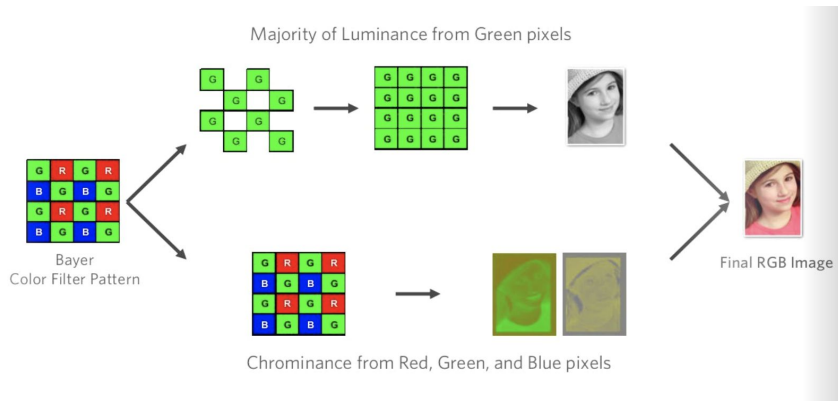 Majority of Luminance from Green pixels
G G
G G
G G
G G
G G G G
G G G G
G G G G
G G G G
G R G R
B G B G
G R G R
B G B G
Bayer
Color Filter Pattern
G R G R
B G B G
G R G R
B G B G
Final RGB Image
Chrominance from Red, Green, and Blue pixels